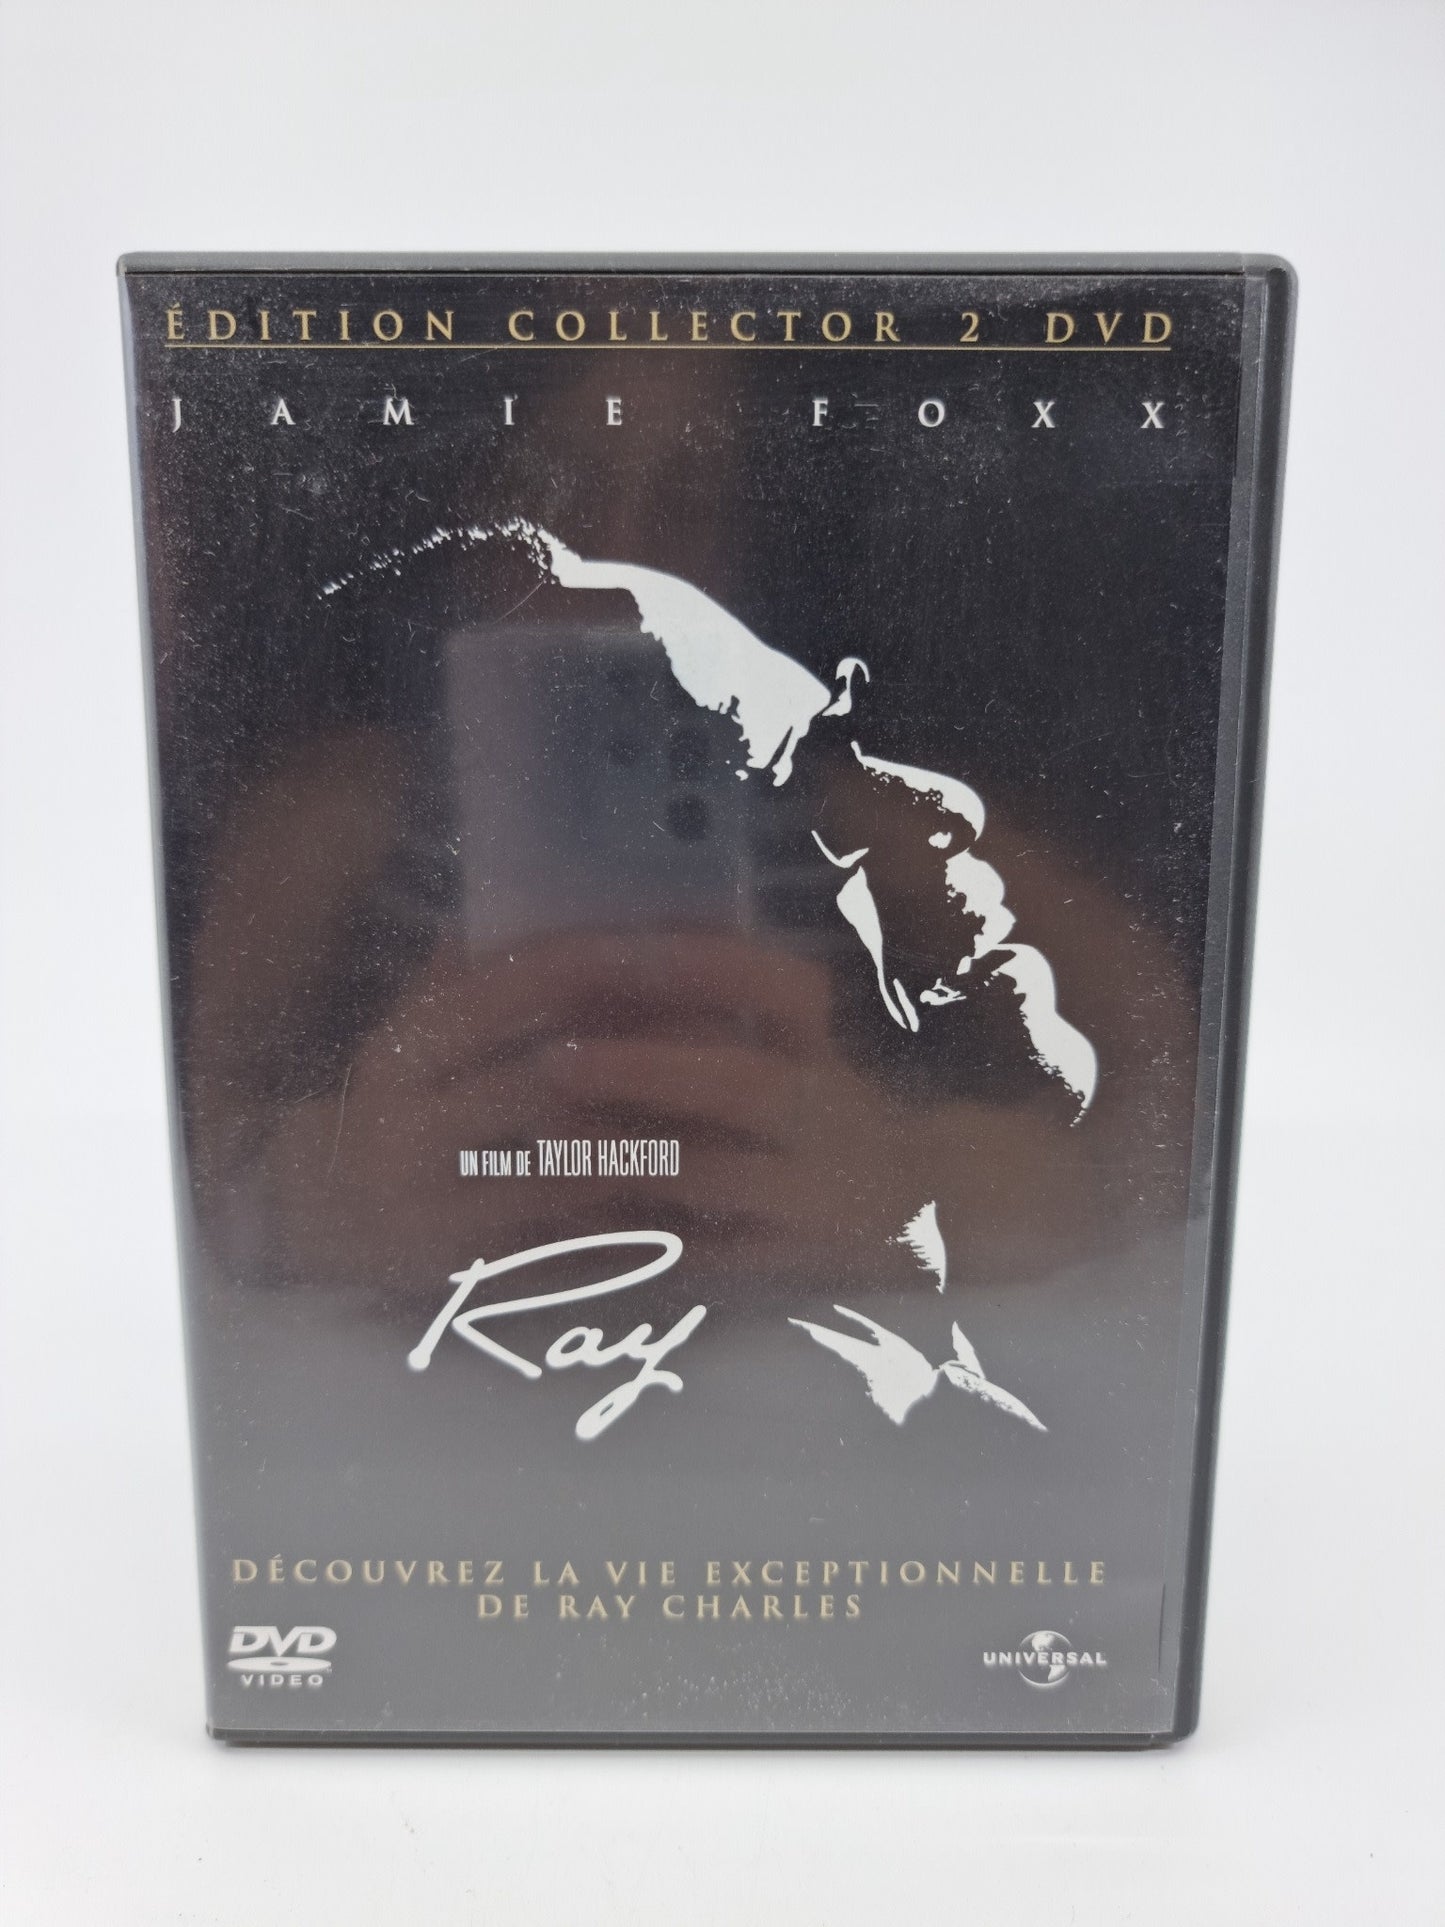 ÉDITION COLLECTOR 2 DVD
JAMIE FOXX
UN FILM DE TAYLOR HACKFORD
Ray
DÉCOUVREZ LA VIE EXCEPTIONNELLE
DE RAY CHARLES
DVD
VIDEO
UNIVERSAL